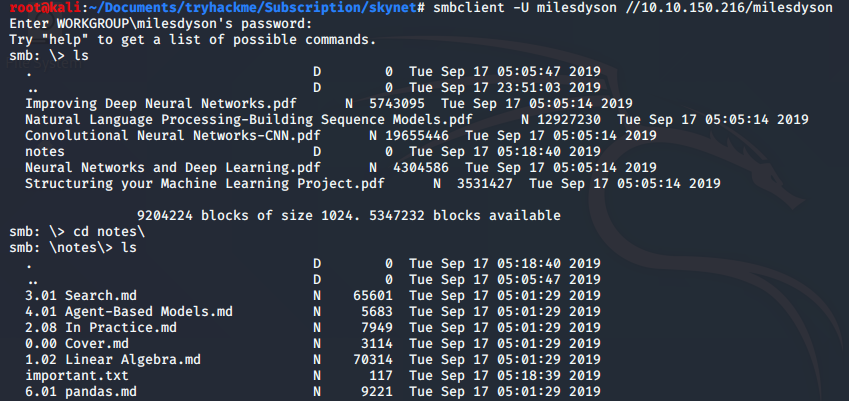 root@kali:~/Documents/tryhackme/Subscription/skynet# smbclient -U milesdyson //10.10.150.216/milesdyson
Enter WORKGROUP\milesdyson's password:
Try "help" to get a list of possible commands.
smb: \> ls
  .                                   D        0  Tue Sep 17 05:05:47 2019
  ..                                  D        0  Tue Sep 17 23:51:03 2019
  Improving Deep Neural Networks.pdf      N  5743095  Tue Sep 17 05:05:14 2019
  Natural Language Processing-Building Sequence Models.pdf      N 12927230  Tue Sep 17 05:05:14 2019
  Convolutional Neural Networks-CNN.pdf      N 19655446  Tue Sep 17 05:05:14 2019
  notes                               D        0  Tue Sep 17 05:18:40 2019
  Neural Networks and Deep Learning.pdf      N  4304586  Tue Sep 17 05:05:14 2019
  Structuring your Machine Learning Project.pdf      N  3531427  Tue Sep 17 05:05:14 2019
                9204224 blocks of size 1024. 5347232 blocks available
smb: \> cd notes\
smb: \notes\> ls
  .                                   D        0  Tue Sep 17 05:18:40 2019
  ..                                  D        0  Tue Sep 17 05:05:47 2019
  3.01 Search.md                      N    65601  Tue Sep 17 05:01:29 2019
  4.01 Agent-Based Models.md          N     5683  Tue Sep 17 05:01:29 2019
  2.08 In Practice.md                 N     7949  Tue Sep 17 05:01:29 2019
  0.00 Cover.md                       N     3114  Tue Sep 17 05:01:29 2019
  1.02 Linear Algebra.md              N    70314  Tue Sep 17 05:01:29 2019
  important.txt                       N      117  Tue Sep 17 05:18:39 2019
  6.01 pandas.md                      N     9221  Tue Sep 17 05:01:29 2019